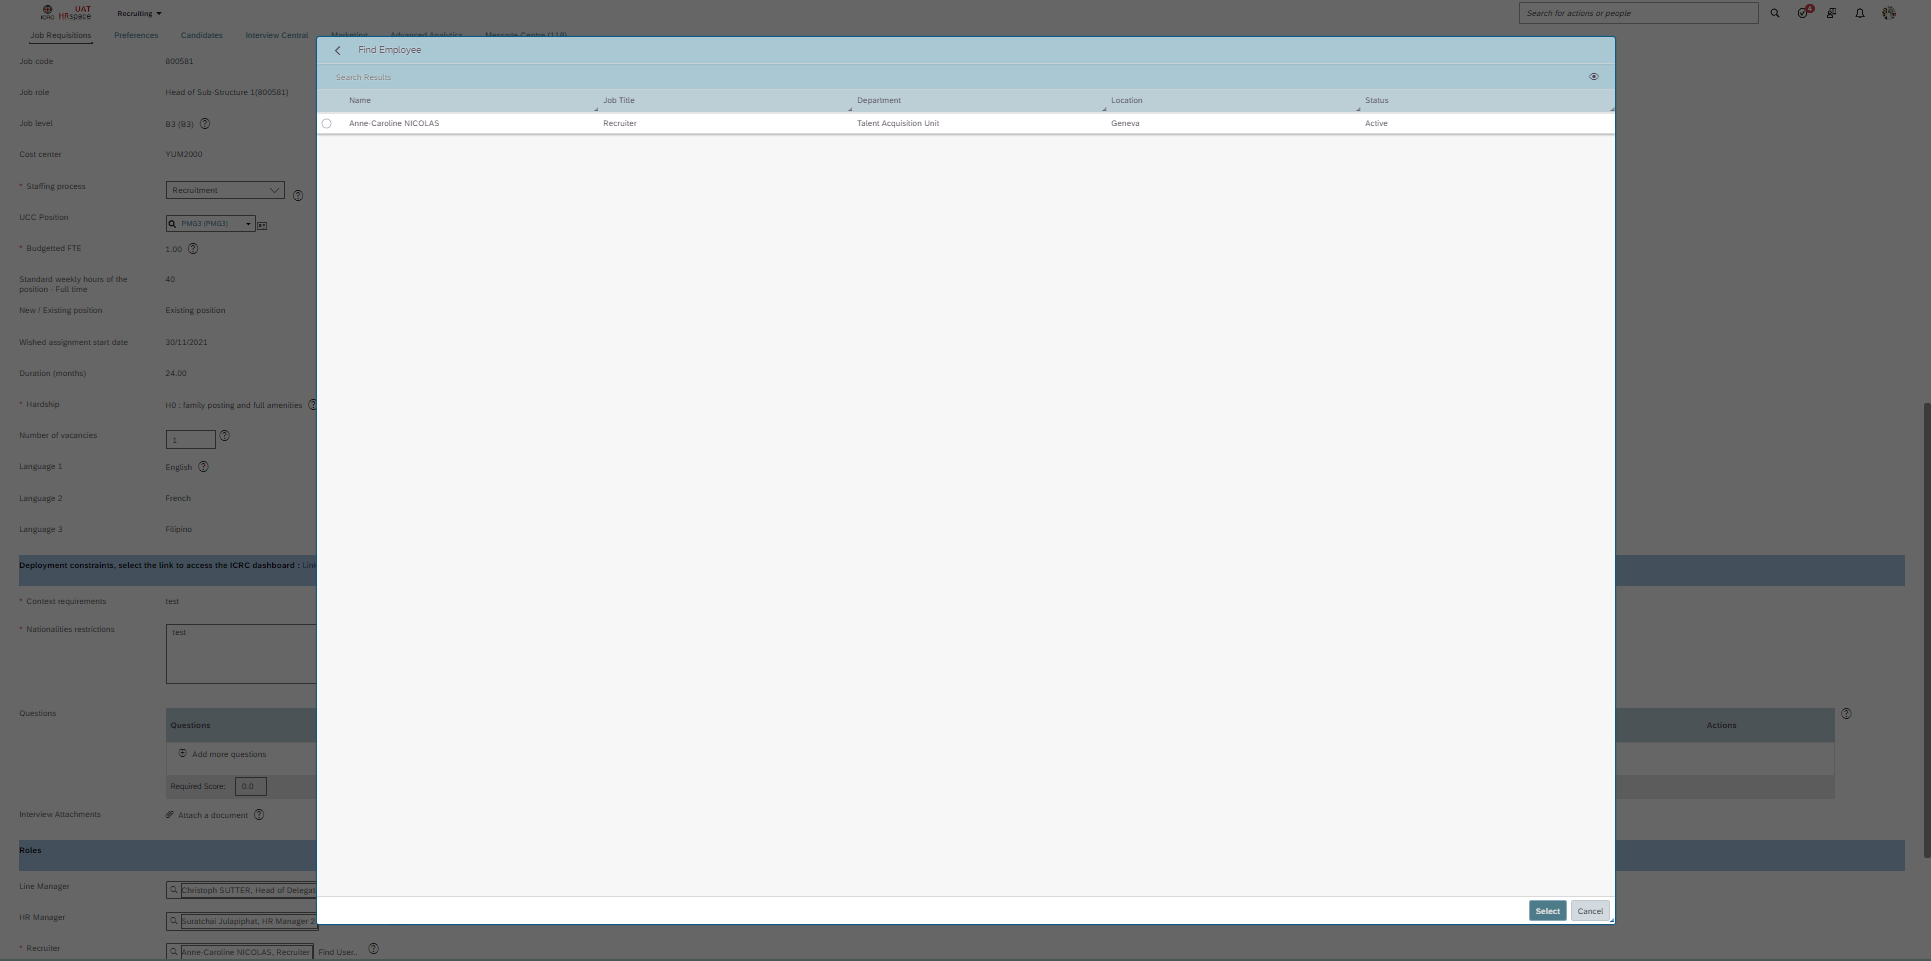 ICRC UAT HRspace
Recruiting
Search for actions or people
4
Job Requisitions Preferences Candidates Interview Central Marketing Advanced Analytics Message Centre (118)
Find Employee
Search Results
Name Job Title Department Location Status
Anne-Caroline NICOLAS Recruiter Talent Acquisition Unit Geneva Active
Job code 800581
Job role Head of Sub-Structure 1(800581)
Job level B3 (B3)
Cost center YUM2000
* Staffing process Recruitment
UCC Position PMG3 (PMG3)
* Budgetted FTE 1.00
Standard weekly hours of the 40
position - Full time
New / Existing position Existing position
Wished assignment start date 30/11/2021
Duration (months) 24.00
* Hardship H0 : family posting and full amenities
Number of vacancies 1
Language 1 English
Language 2 French
Language 3 Filipino
Deployment constraints, select the link to access the ICRC dashboard : Link
* Context requirements test
* Nationalities restrictions test
Questions
Questions Actions
Add more questions
Required Score: 0.0
Interview Attachments Attach a document
Roles
Line Manager Christoph SUTTER, Head of Delegat
HR Manager Suratchai Julapiphat, HR Manager 2
* Recruiter Anne-Caroline NICOLAS, Recruiter Find User..
Select Cancel